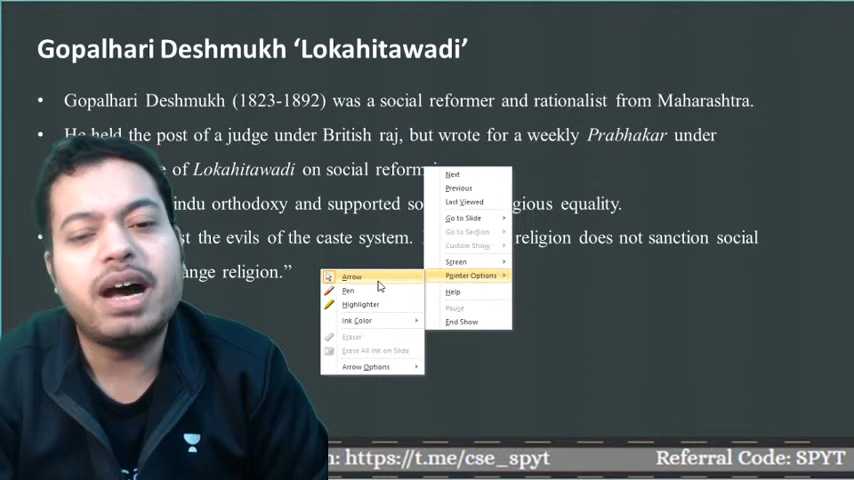 Gopalhari Deshmukh ‘Lokahitawadi’
• Gopalhari Deshmukh (1823-1892) was a social reformer and rationalist from Maharashtra.
• He held the post of a judge under British raj, but wrote for a weekly Prabhakar under
e of Lokahitawadi on social reform
indu orthodoxy and supported so gious equality.
• st the evils of the caste system. religion does not sanction social
ange religion.”
Next
Previous
Last Viewed
Go to Slide
Go to Section
Custom Show
Screen
Pointer Options
Help
Pause
End Show
Arrow
Pen
Highlighter
Ink Color
Eraser
Erase All Ink on Slide
Arrow Options
n: https://t.me/cse_spyt Referral Code: SPYT